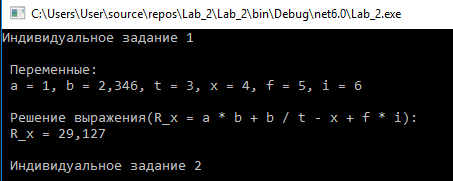 C:\Users\User\source\repos\Lab_2\Lab_2\bin\Debug\net6.0\Lab_2.exe
Индивидуальное задание 1
Переменные:
a = 1, b = 2,346, t = 3, x = 4, f = 5, i = 6
Решение выражения(R_x = a * b + b / t - x + f * i):
R_x = 29,127
Индивидуальное задание 2